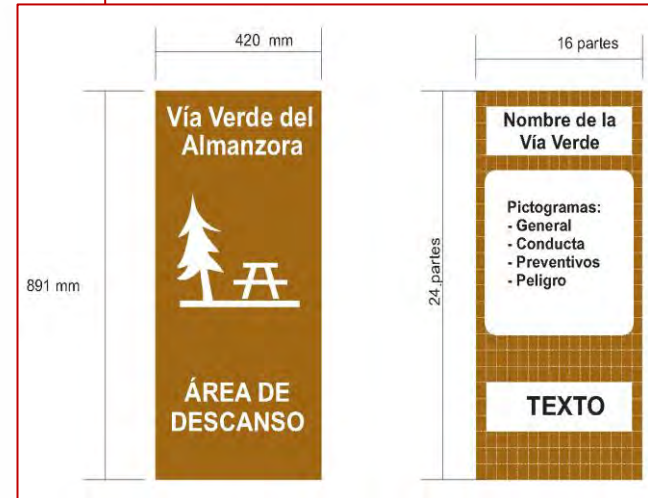 420 mm
16 partes
Vía Verde del
Almanzora
Nombre de la
Vía Verde
Pictogramas:
- General
- Conducta
- Preventivos
- Peligro
891 mm
24 partes
ÁREA DE
DESCANSO
TEXTO